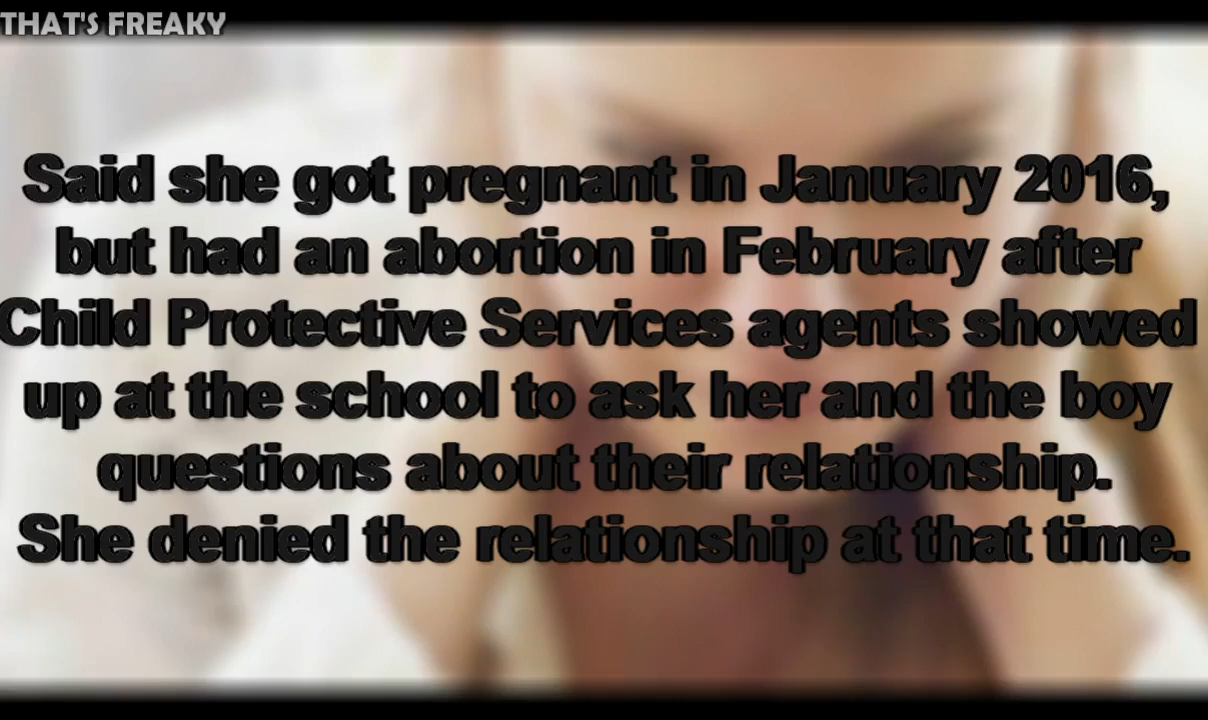 THAT'S FREAKY
Said she got pregnant in January 2016,
but had an abortion in February after
Child Protective Services agents showed
up at the school to ask her and the boy
questions about their relationship.
She denied the relationship at that time.